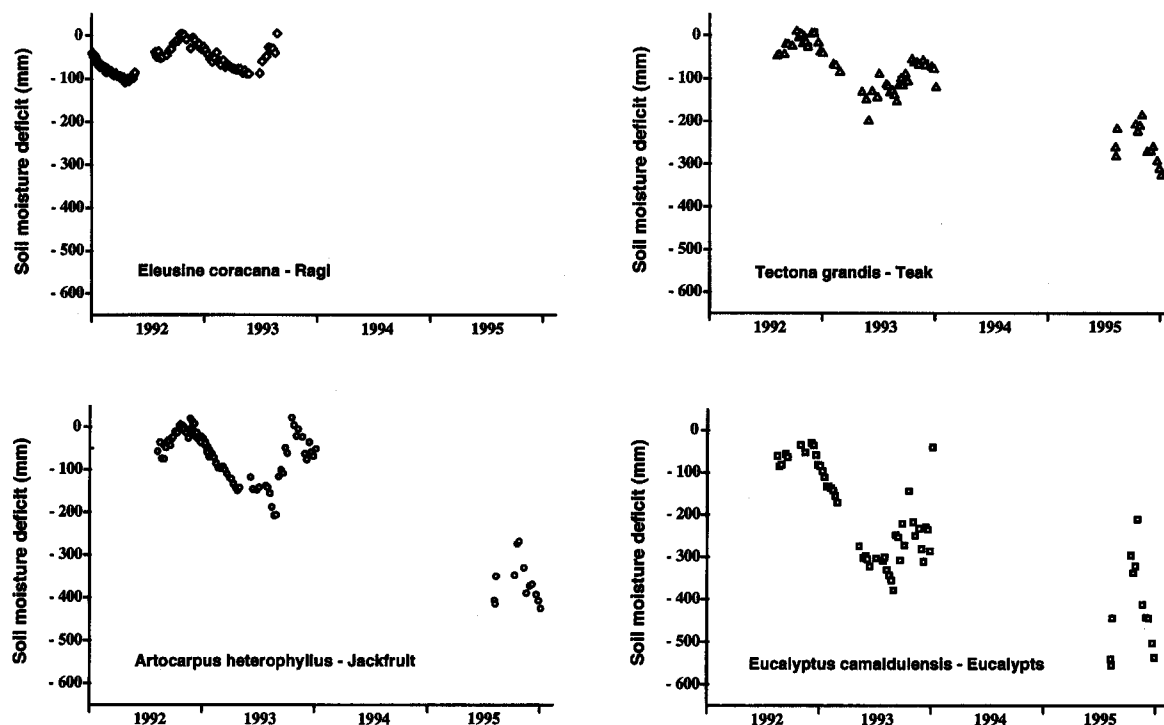 Soil moisture deficit (mm)
0
- 100
- 200
- 300
- 400
- 500
- 600
Eleusine coracana - Ragi
1992 1993 1994 1995
Soil moisture deficit (mm)
0
- 100
- 200
- 300
- 400
- 500
- 600
Tectona grandis - Teak
1992 1993 1994 1995
Soil moisture deficit (mm)
0
- 100
- 200
- 300
- 400
- 500
- 600
Artocarpus heterophyllus - Jackfruit
1992 1993 1994 1995
Soil moisture deficit (mm)
0
- 100
- 200
- 300
- 400
- 500
- 600
Eucalyptus camaldulensis - Eucalypts
1992 1993 1994 1995